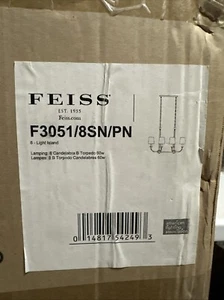 FEISS
EST. 1955
Feiss.com
F3051/8SN/PN
8 - Light Island
Lamping: 8 Candelabra B Torpedo 60w
Lampes: 8 B Torpedo Candelabres 60w
0 14817 54249 3